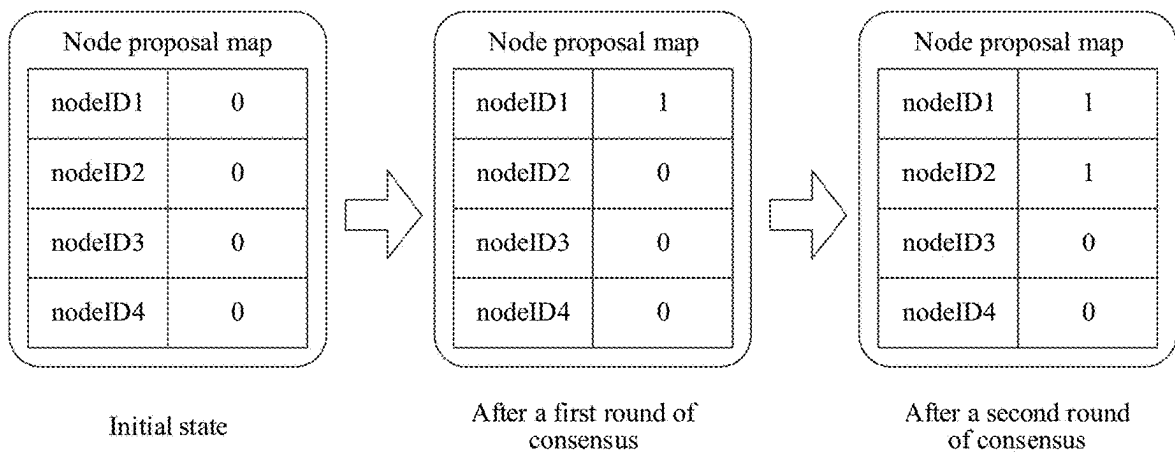 Node proposal map
nodeID1 0
nodeID2 0
nodeID3 0
nodeID4 0
Initial state
Node proposal map
nodeID1 1
nodeID2 0
nodeID3 0
nodeID4 0
After a first round of
consensus
Node proposal map
nodeID1 1
nodeID2 1
nodeID3 0
nodeID4 0
After a second round
of consensus